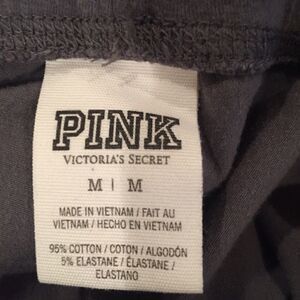 PINK
VICTORIA'S SECRET
M | M
MADE IN VIETNAM / FAIT AU
VIETNAM / HECHO EN VIETNAM
95% COTTON / COTON / ALGODÓN
5% ELASTANE / ÉLASTANE /
ELASTANO